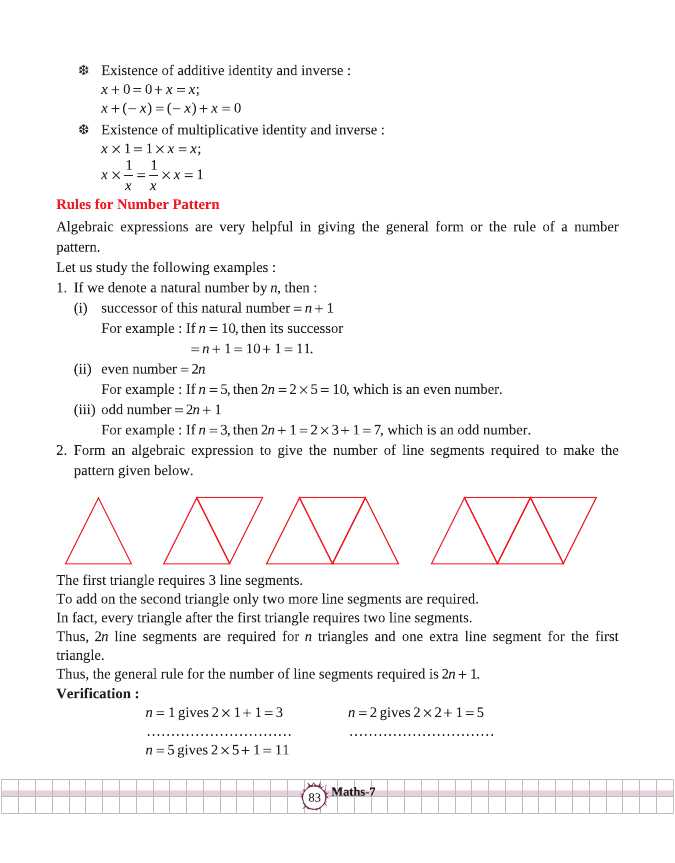 ❆ Existence of additive identity and inverse :
x + 0 = 0 + x = x;
x + (− x) = (− x) + x = 0
❆ Existence of multiplicative identity and inverse :
x × 1 = 1 × x = x;
x × 1/x = 1/x × x = 1
Rules for Number Pattern
Algebraic expressions are very helpful in giving the general form or the rule of a number
pattern.
Let us study the following examples :
1. If we denote a natural number by n, then :
(i) successor of this natural number = n + 1
For example : If n = 10, then its successor
= n + 1 = 10 + 1 = 11.
(ii) even number = 2n
For example : If n = 5, then 2n = 2 × 5 = 10, which is an even number.
(iii) odd number = 2n + 1
For example : If n = 3, then 2n + 1 = 2 × 3 + 1 = 7, which is an odd number.
2. Form an algebraic expression to give the number of line segments required to make the
pattern given below.
The first triangle requires 3 line segments.
To add on the second triangle only two more line segments are required.
In fact, every triangle after the first triangle requires two line segments.
Thus, 2n line segments are required for n triangles and one extra line segment for the first
triangle.
Thus, the general rule for the number of line segments required is 2n + 1.
Verification :
n = 1 gives 2 × 1 + 1 = 3 n = 2 gives 2 × 2 + 1 = 5
.............................. ..............................
n = 5 gives 2 × 5 + 1 = 11
83 Maths-7